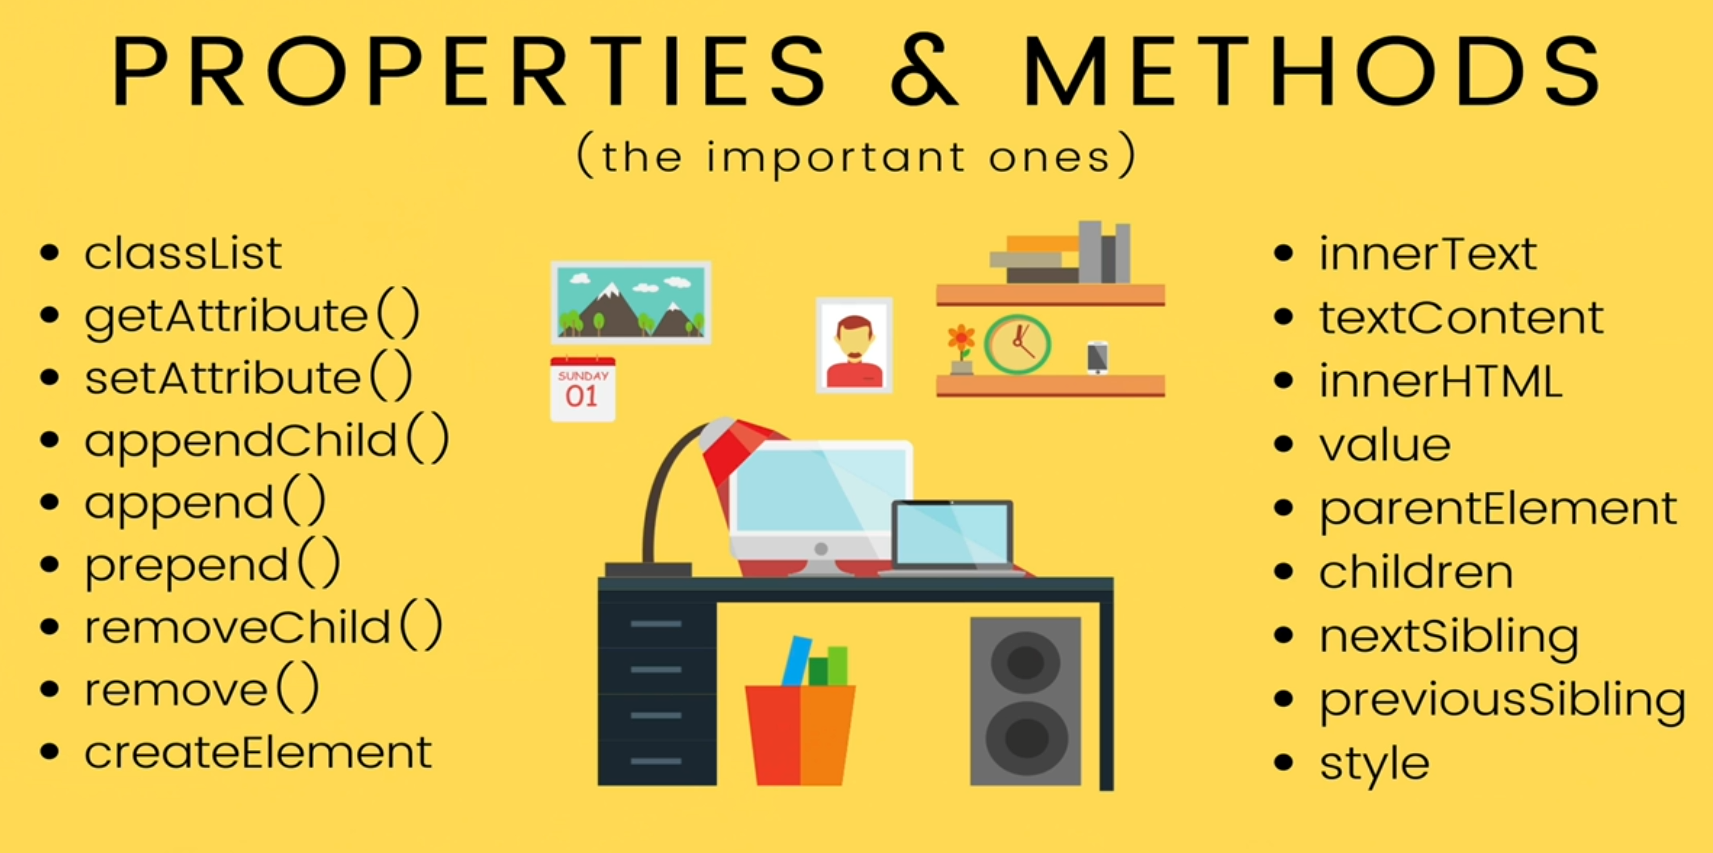 PROPERTIES & METHODS
(the important ones)
• classList
• getAttribute()
• setAttribute()
• appendChild()
• append()
• prepend()
• removeChild()
• remove()
• createElement
SUNDAY
01
• innerText
• textContent
• innerHTML
• value
• parentElement
• children
• nextSibling
• previousSibling
• style